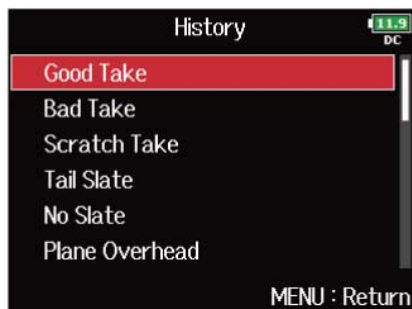 History
11.9
DC
Good Take
Bad Take
Scratch Take
Tail Slate
No Slate
Plane Overhead
MENU : Return